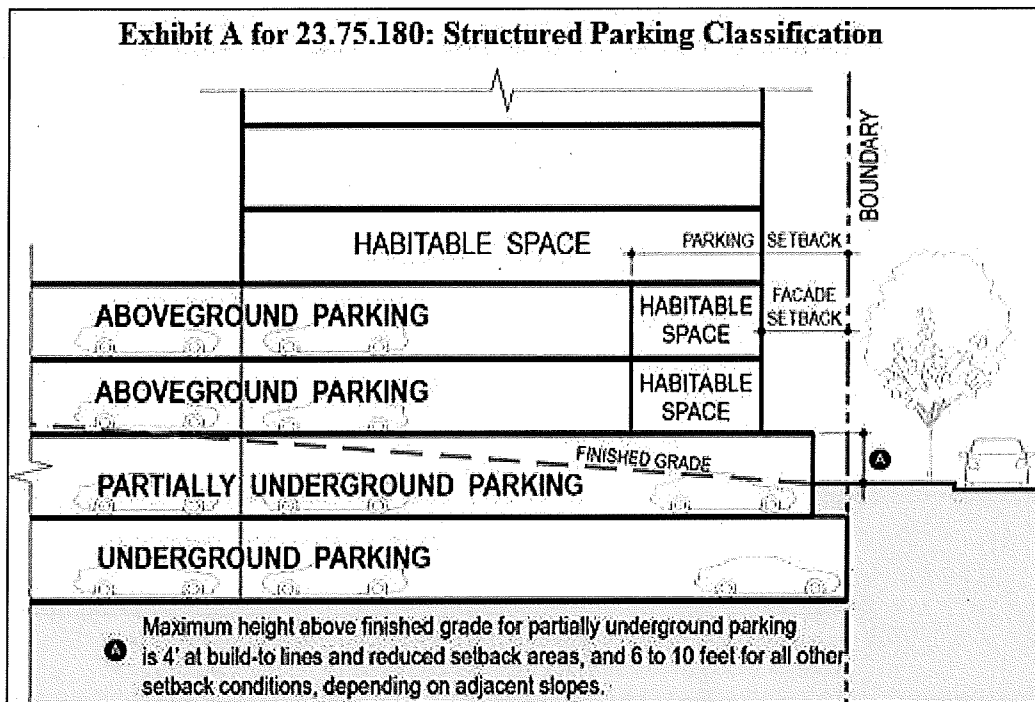 Exhibit A for 23.75.180: Structured Parking Classification
BOUNDARY
HABITABLE SPACE
PARKING SETBACK
ABOVEGROUND PARKING
HABITABLE
SPACE
FACADE
SETBACK
ABOVEGROUND PARKING
HABITABLE
SPACE
FINISHED GRADE
A
PARTIALLY UNDERGROUND PARKING
UNDERGROUND PARKING
A Maximum height above finished grade for partially underground parking
is 4' at build-to lines and reduced setback areas, and 6 to 10 feet for all other
setback conditions, depending on adjacent slopes.